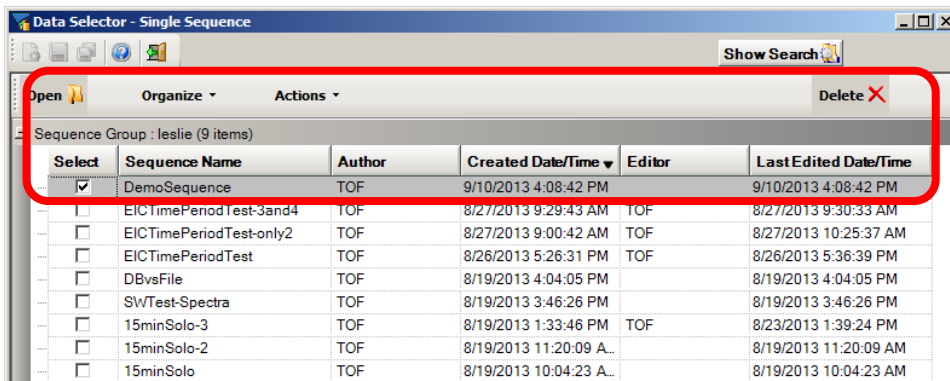 Data Selector - Single Sequence
Show Search
Open Organize Actions Delete
Sequence Group : leslie (9 items)
Select Sequence Name Author Created Date/Time Editor Last Edited Date/Time
DemoSequence TOF 9/10/2013 4:08:42 PM 9/10/2013 4:08:42 PM
EICTimePeriodTest-3and4 TOF 8/27/2013 9:29:43 AM TOF 8/27/2013 9:30:33 AM
EICTimePeriodTest-only2 TOF 8/27/2013 9:00:42 AM TOF 8/27/2013 10:25:37 AM
EICTimePeriodTest TOF 8/26/2013 5:26:31 PM TOF 8/26/2013 5:36:39 PM
DBvsFile TOF 8/19/2013 4:04:05 PM 8/19/2013 4:04:05 PM
SWTest-Spectra TOF 8/19/2013 3:46:26 PM 8/19/2013 3:46:26 PM
15minSolo-3 TOF 8/19/2013 1:33:46 PM TOF 8/23/2013 1:39:24 PM
15minSolo-2 TOF 8/19/2013 11:20:09 A... 8/19/2013 11:20:09 AM
15minSolo TOF 8/19/2013 10:04:23 A... 8/19/2013 10:04:23 AM